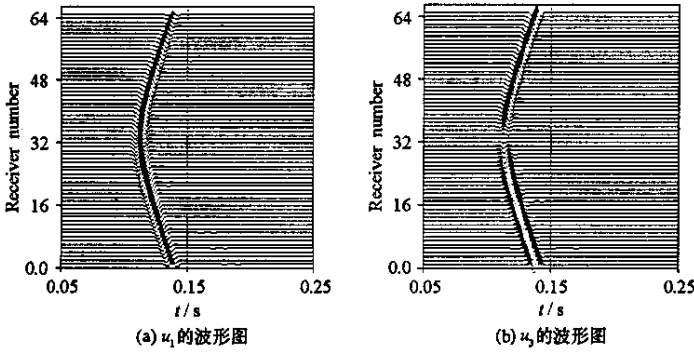 64
48
32
16
0.0
Receiver number
0.05
0.15
0.25
t / s
(a) u₁的波形图
64
48
32
16
0.0
Receiver number
0.05
0.15
0.25
t / s
(b) u₃的波形图